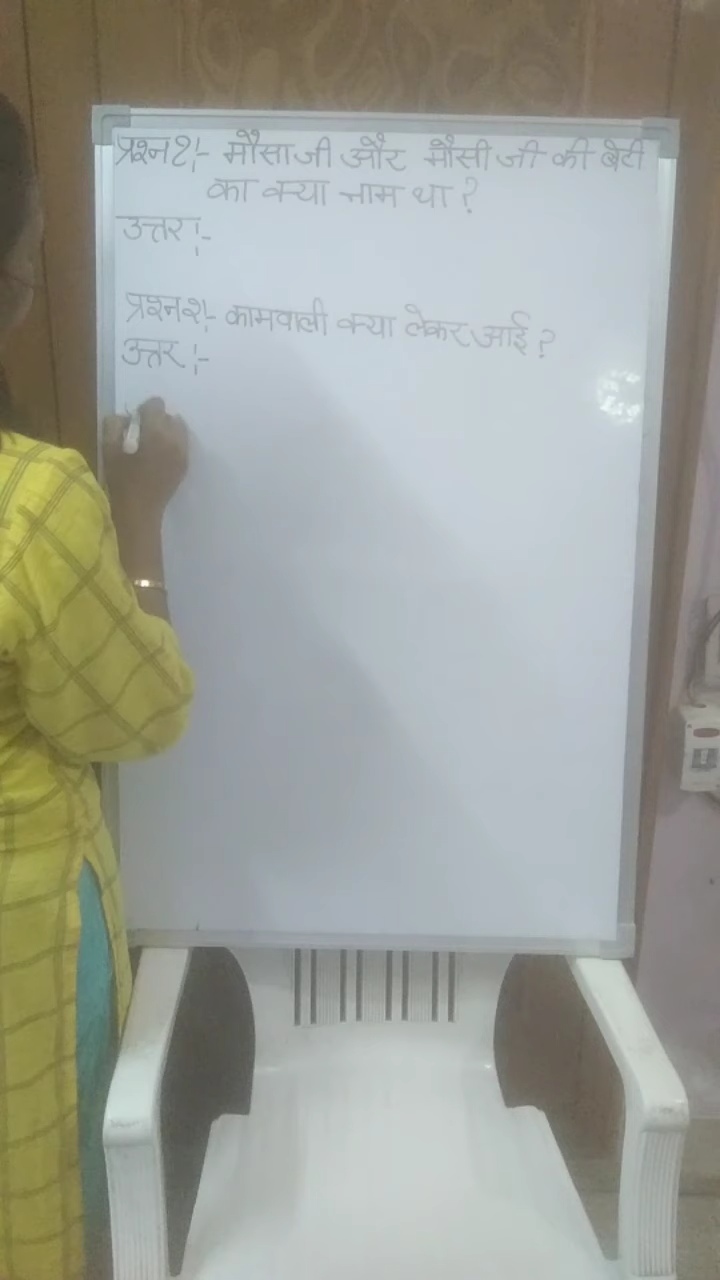 प्रश्न१:- मौसाजी और मौसी जी की बेटी
का क्या नाम था?
उत्तर:-
प्रश्न२:- कामवाली क्या लेकर आई?
उत्तर:-